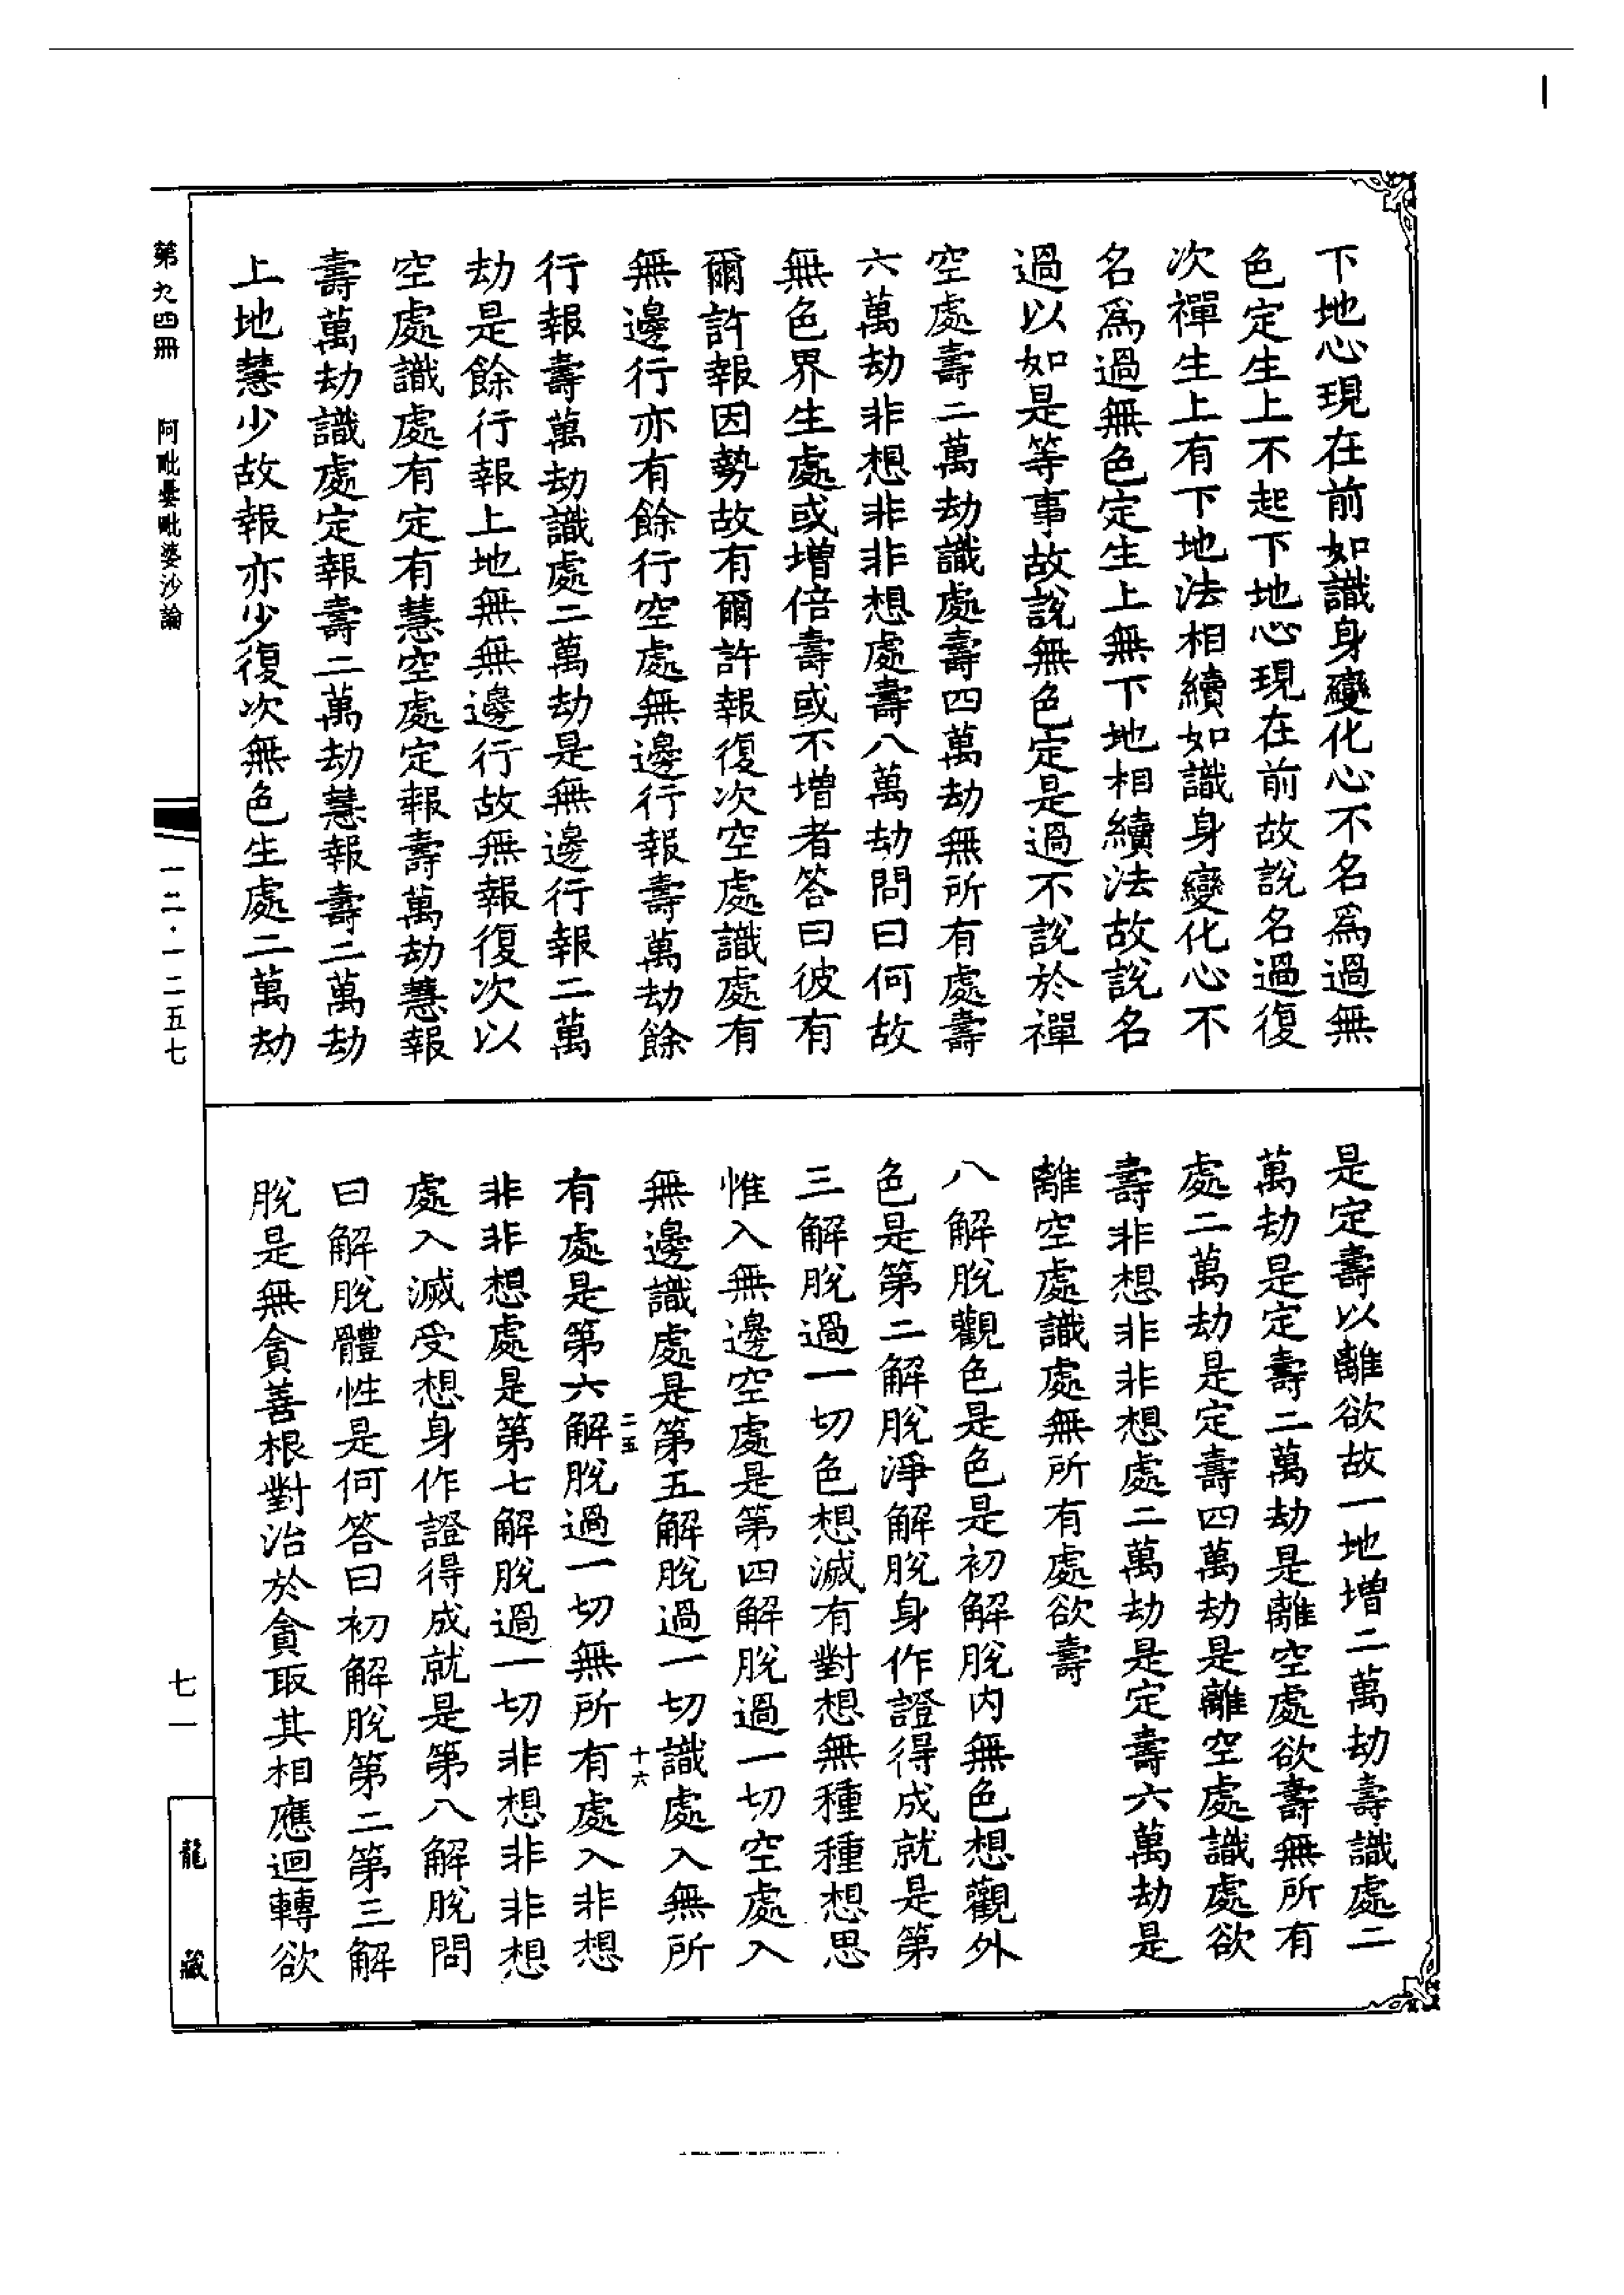 下地心現在前如識身變化心不名爲過無
色定生上不起下地心現在前故說名過復
次禪生上有下地法相續如識身變化心不
名爲過無色定生上無下地相續法故說名
過以如是等事故說無色定是過不說於禪
空處壽二萬劫識處壽四萬劫無所有處壽
六萬劫非想非非想處壽八萬劫問曰何故
無色界生處或增倍壽或不增者答曰彼有
爾許報因勢故有爾許報復次空處識處有
無邊行亦有餘行空處無邊行報壽萬劫餘
行報壽萬劫識處二萬劫是無邊行報二萬
劫是餘行報上地無無邊行故無報復次以
空處識處有定有慧空處定報壽萬劫慧報
壽萬劫識處定報壽二萬劫慧報壽二萬劫
上地慧少故報亦少復次無色生處二萬劫
是定壽以離欲故一地增二萬劫壽識處二
萬劫是定壽二萬劫是離空處欲壽無所有
處二萬劫是定壽四萬劫是離空處識處欲
壽非想非非想處二萬劫是定壽六萬劫是
離空處識處無所有處欲壽
八解脫觀色是色是初解脫內無色想觀外
色是第二解脫淨解脫身作證得成就是第
三解脫過一切色想滅有對想無種種想思
惟入無邊空處是第四解脫過一切空處入
無邊識處是第五解脫過一切識處入無所
二五
十六
有處是第六解脫過一切無所有處入非想
非非想處是第七解脫過一切非想非非想
處入滅受想身作證得成就是第八解脫問
曰解脫體性是何答曰初解脫第二第三解
脫是無貪善根對治於貪取其相應迴轉欲
第九四冊
阿毗曇毗婆沙論
一二·一二五七
七一
龍藏